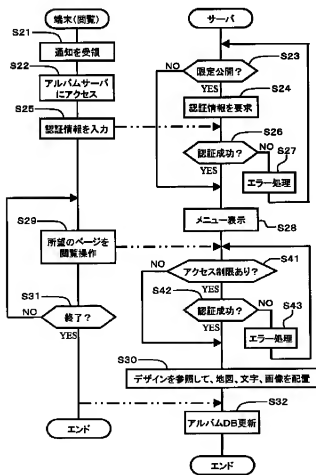 端末(回覧)
サーバ
S21
通知を受領
S22
アルバムサーバ
にアクセス
S23
NO
限定公開?
YES
S24
認証情報を要求
S25
認証情報を入力
S26
認証成功?
NO
S27
YES
エラー処理
メニュー表示
S28
S29
所望のページを
閲覧操作
S41
アクセス制限あり?
NO
YES
S42
認証成功?
NO
S43
YES
エラー処理
S31
NO
終了?
YES
S30
デザインを参照して、地図、文字、画像を配置
S32
アルバムDB更新
エンド
エンド